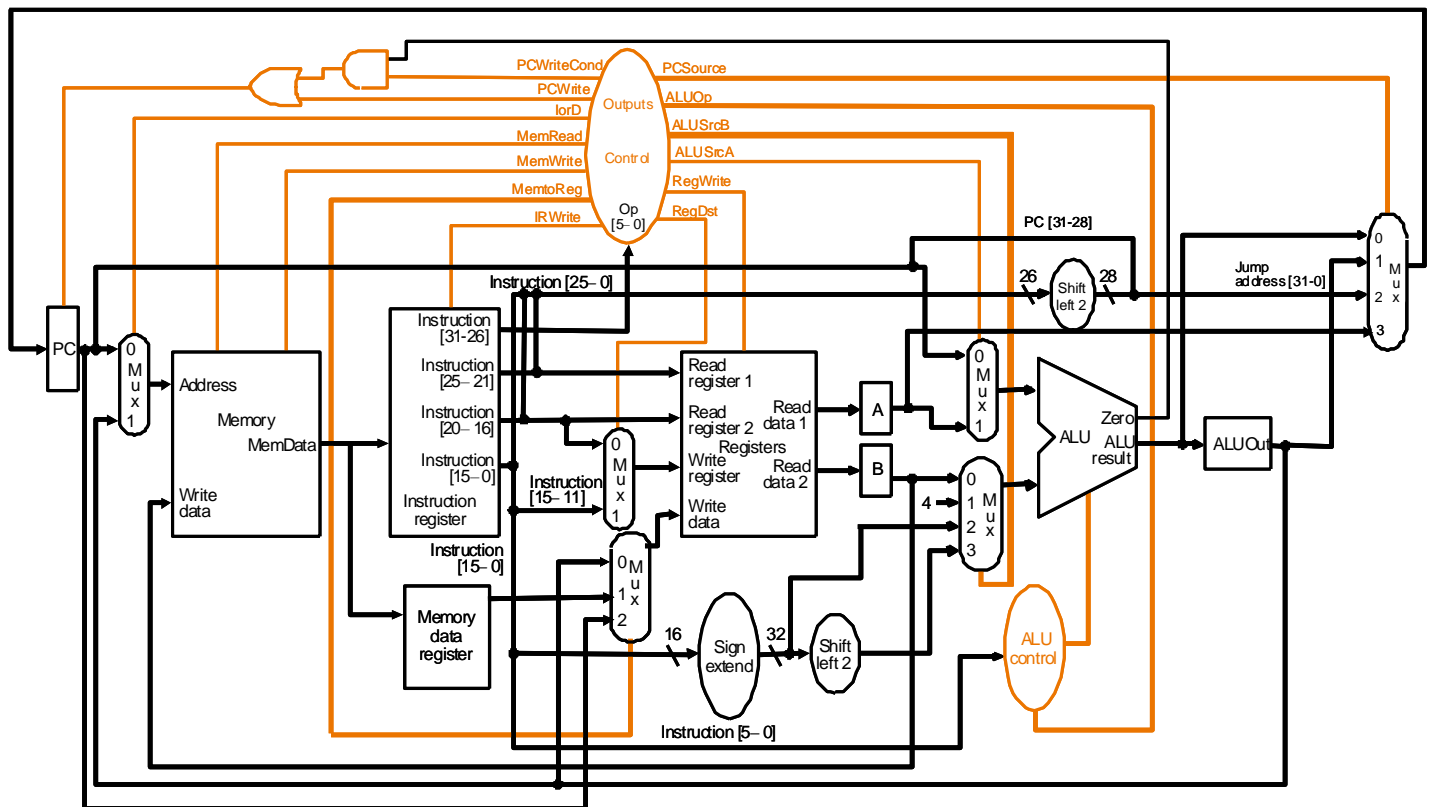 PCWriteCond
PCSource
PCWrite
Outputs
ALUOp
IorD
ALUSrcB
MemRead
Control
ALUSrcA
MemWrite
RegWrite
MemtoReg
Op
[5–0]
RegDst
IRWrite
PC [31-28]
Instruction [25–0]
26
Shift
left 2
28
Jump
address [31-0]
0
1
2
3
M
u
x
PC
0
M
u
x
1
Address
Memory
MemData
Write
data
Instruction
[31-26]
Instruction
[25–21]
Instruction
[20–16]
Instruction
[15–0]
Instruction
register
Instruction
[15–11]
0
M
u
x
1
Read
register 1
Read
register 2
Registers
Write
register
Write
data
Read
data 1
Read
data 2
A
B
0
M
u
x
1
0
1
2
3
M
u
x
4
ALU
Zero
ALU
result
ALUOut
Instruction
[15–0]
Memory
data
register
0
1
2
M
u
x
16
Sign
extend
32
Shift
left 2
ALU
control
Instruction [5–0]